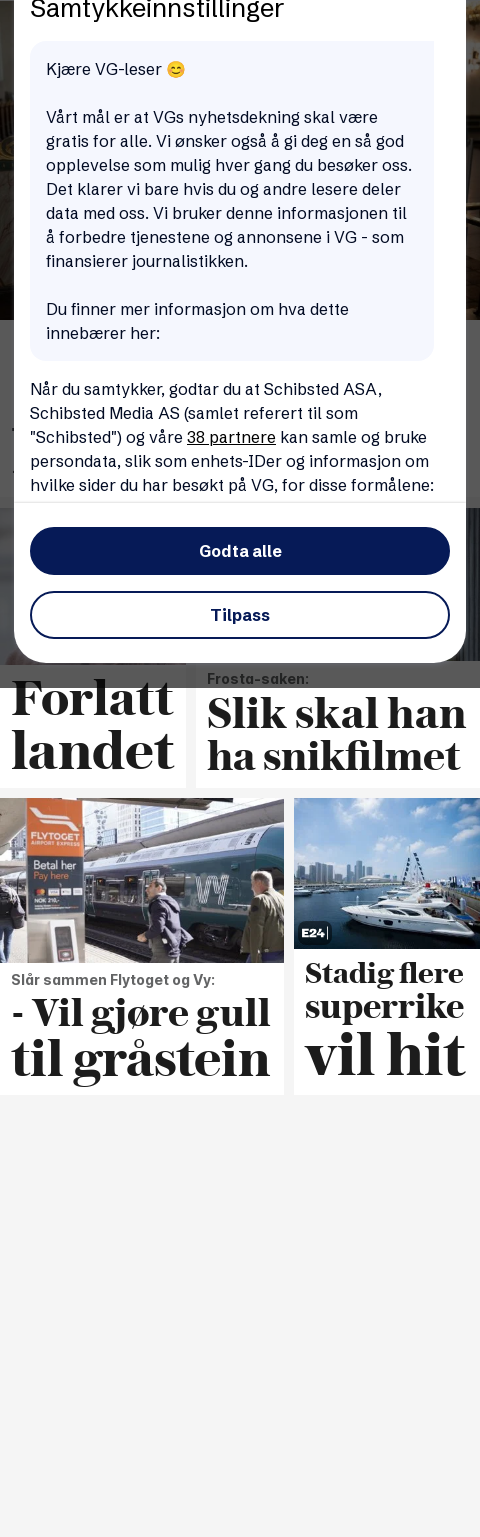 Samtykkeinnstillinger
Kjære VG-leser 😊
Vårt mål er at VGs nyhetsdekning skal være
gratis for alle. Vi ønsker også å gi deg en så god
opplevelse som mulig hver gang du besøker oss.
Det klarer vi bare hvis du og andre lesere deler
data med oss. Vi bruker denne informasjonen til
å forbedre tjenestene og annonsene i VG - som
finansierer journalistikken.
Du finner mer informasjon om hva dette
innebærer her:
Når du samtykker, godtar du at Schibsted ASA,
Schibsted Media AS (samlet referert til som
"Schibsted") og våre 38 partnere kan samle og bruke
persondata, slik som enhets-IDer og informasjon om
hvilke sider du har besøkt på VG, for disse formålene:
Godta alle
Tilpass
Forlatt
landet
Frosta-saken:
Slik skal han
ha snikfilmet
FLYTOGET
AIRPORT EXPRESS
Betal her
Pay here
VY
E24
Slår sammen Flytoget og Vy:
- Vil gjøre gull
til gråstein
Stadig flere
superrike
vil hit